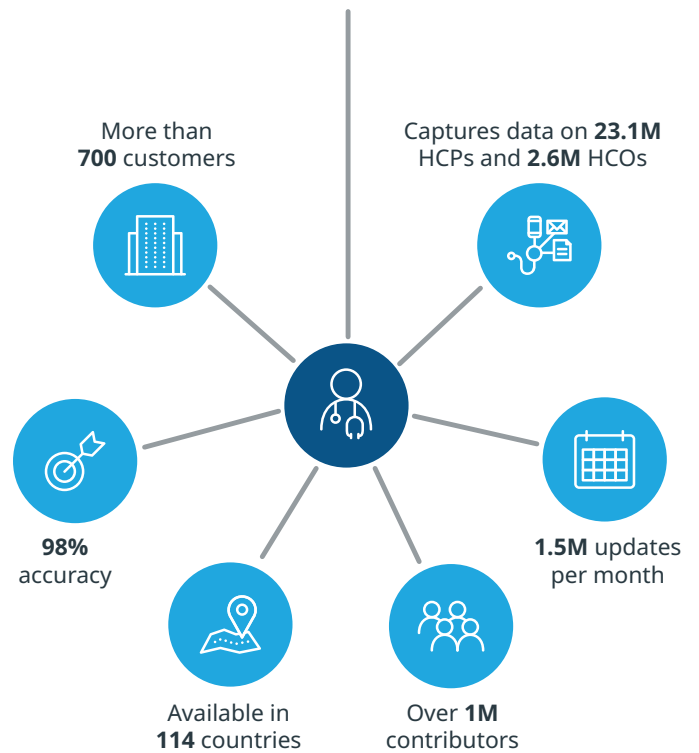 More than
700 customers
Captures data on 23.1M
HCPs and 2.6M HCOs
98%
accuracy
1.5M updates
per month
Available in
114 countries
Over 1M
contributors